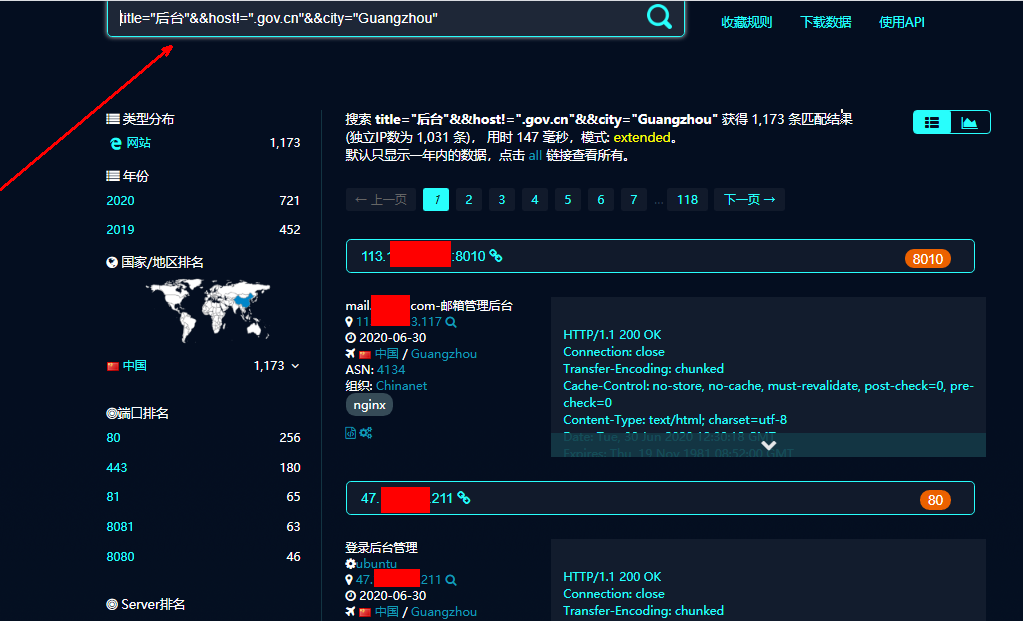 title="后台"&&host!=".gov.cn"&&city="Guangzhou"
收藏规则 下载数据 使用API
类型分布
网站 1,173
年份
2020 721
2019 452
国家/地区排名
中国 1,173
端口排名
80 256
443 180
81 65
8081 63
8080 46
Server排名
搜索 title="后台"&&host!=".gov.cn"&&city="Guangzhou" 获得 1,173 条匹配结果
(独立IP数为 1,031 条)， 用时 147 毫秒，模式: extended。
默认只显示一年内的数据，点击 all 链接查看所有。
← 上一页 1 2 3 4 5 6 7 ... 118 下一页 →
113. :8010 8010
mail. com-邮箱管理后台
11 3.117
2020-06-30
中国 / Guangzhou
ASN: 4134
组织: Chinanet
nginx
HTTP/1.1 200 OK
Connection: close
Transfer-Encoding: chunked
Cache-Control: no-store, no-cache, must-revalidate, post-check=0, pre-
check=0
Content-Type: text/html; charset=utf-8
Date: Tue, 30 Jun 2020 12:30:18 GMT
Expires: Thu, 19 Nov 1981 08:52:00 GMT
47. .211 80
登录后台管理
ubuntu
47. 211
2020-06-30
中国 / Guangzhou
HTTP/1.1 200 OK
Connection: close
Transfer-Encoding: chunked